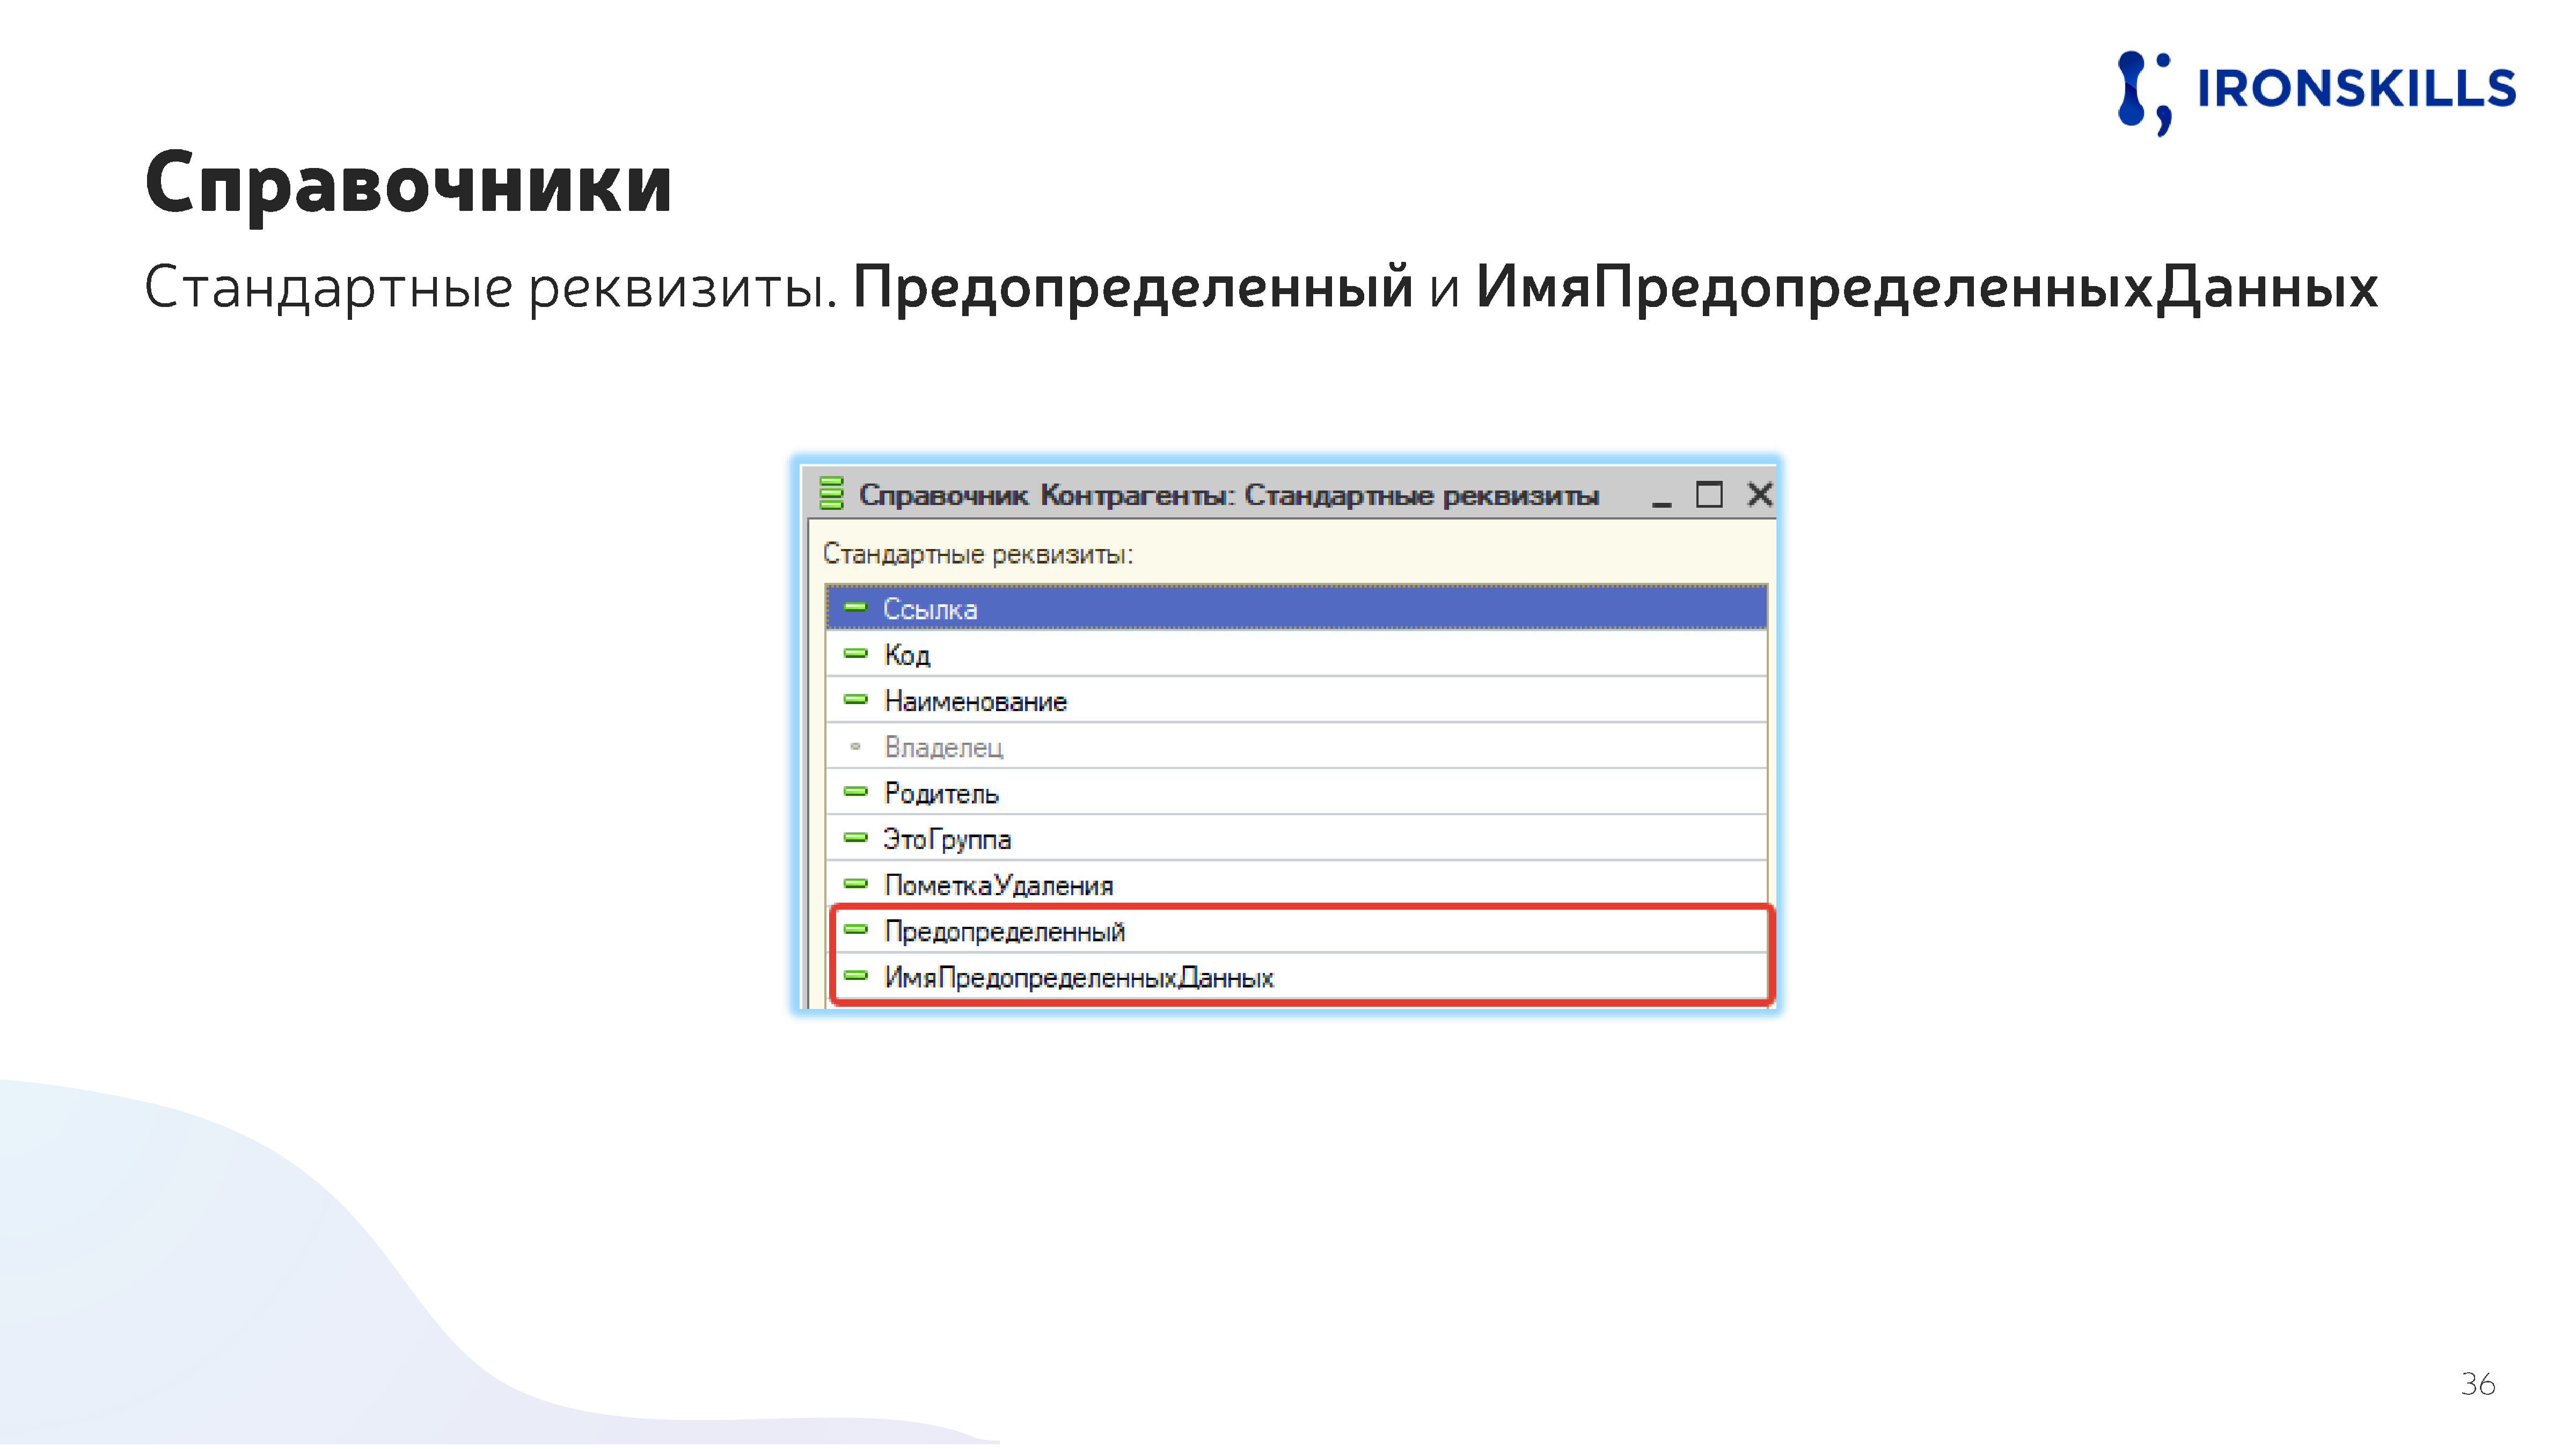 IRONSKILLS
Справочники
Стандартные реквизиты. Предопределенный и ИмяПредопределенныхДанных
Справочник Контрагенты: Стандартные реквизиты
Стандартные реквизиты:
Ссылка
Код
Наименование
Владелец
Родитель
ЭтоГруппа
ПометкаУдаления
Предопределенный
ИмяПредопределенныхДанных
36